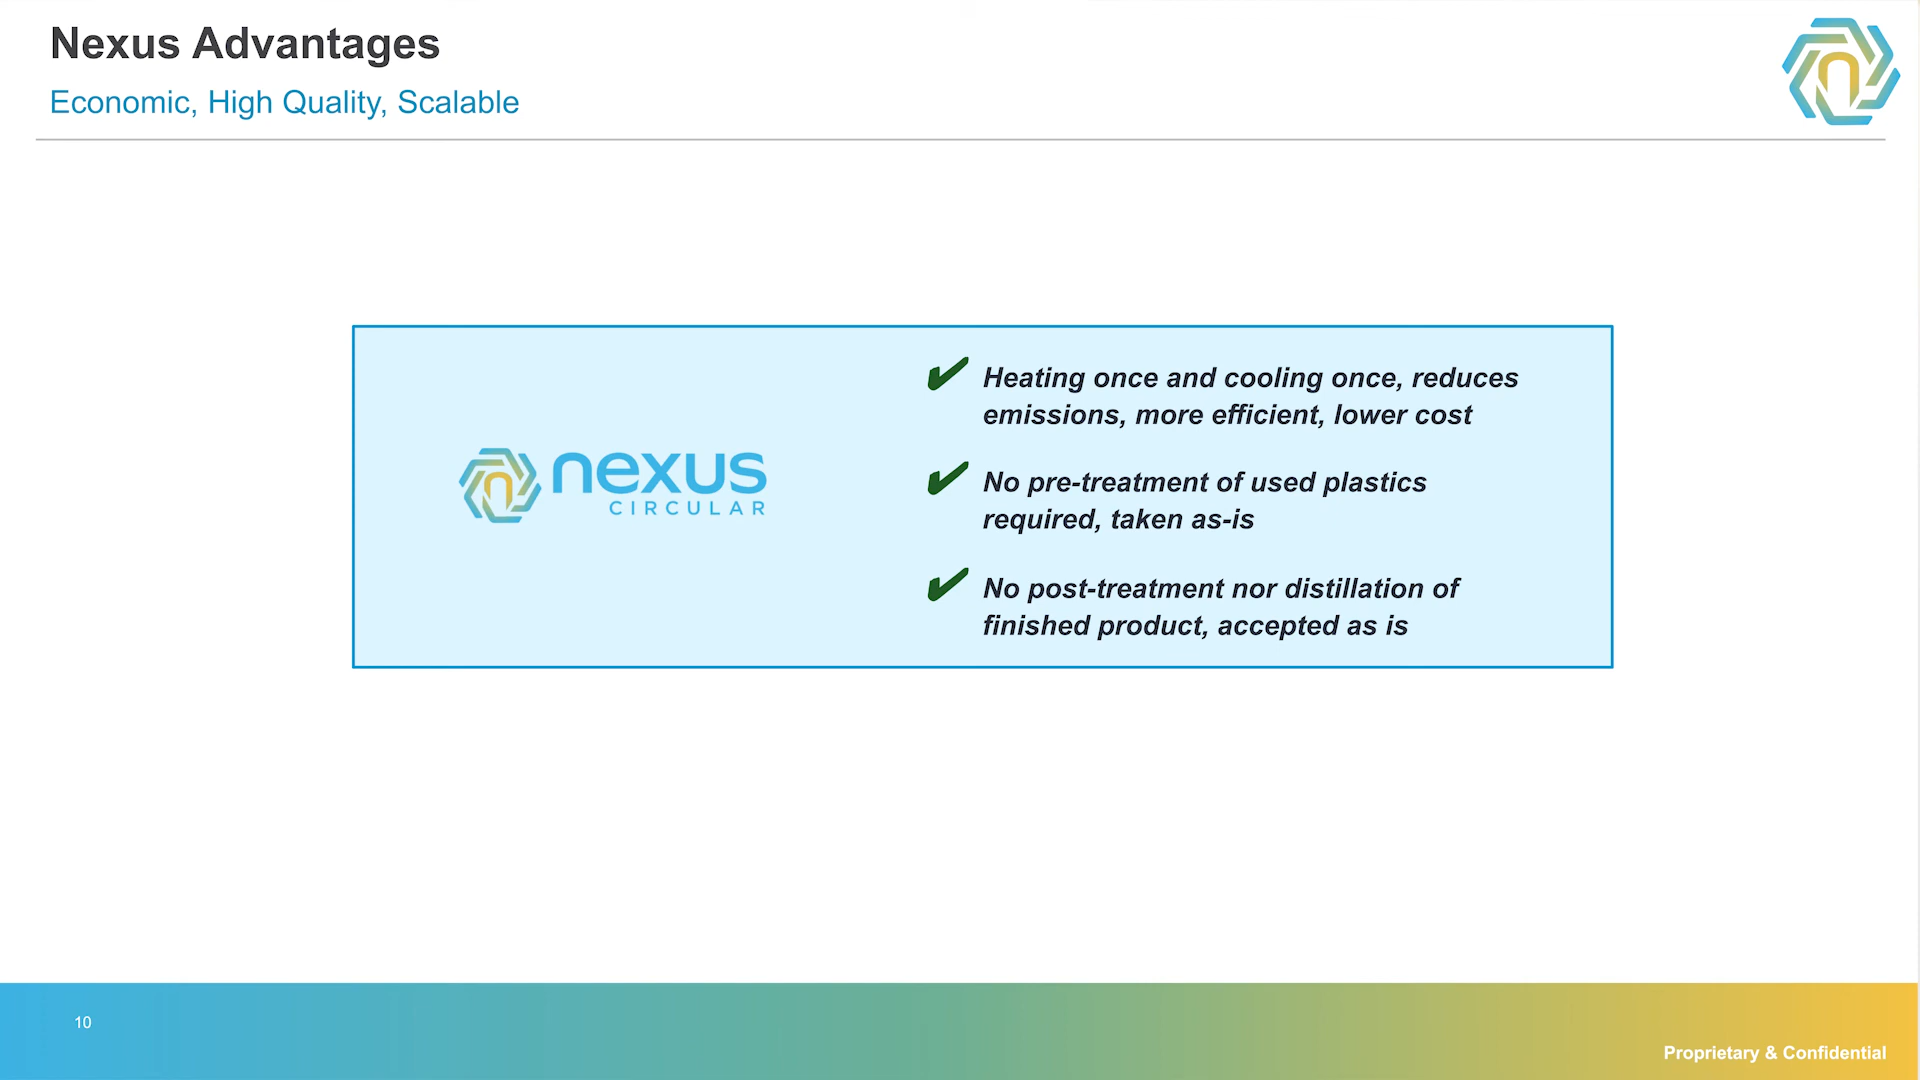 Nexus Advantages
Economic, High Quality, Scalable
nexus
CIRCULAR
✔ Heating once and cooling once, reduces
emissions, more efficient, lower cost
✔ No pre-treatment of used plastics
required, taken as-is
✔ No post-treatment nor distillation of
finished product, accepted as is
10
Proprietary & Confidential